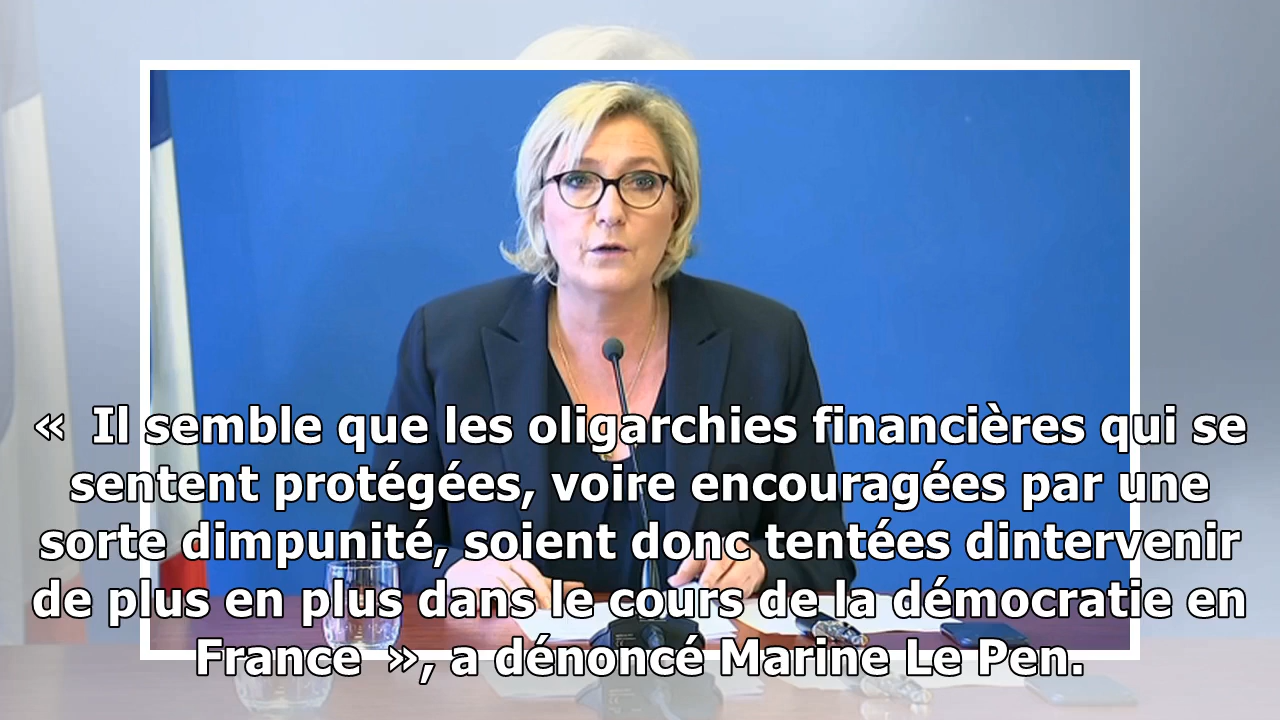 «  Il semble que les oligarchies financières qui se
sentent protégées, voire encouragées par une
sorte dimpunité, soient donc tentées dintervenir
de plus en plus dans le cours de la démocratie en
France  », a dénoncé Marine Le Pen.